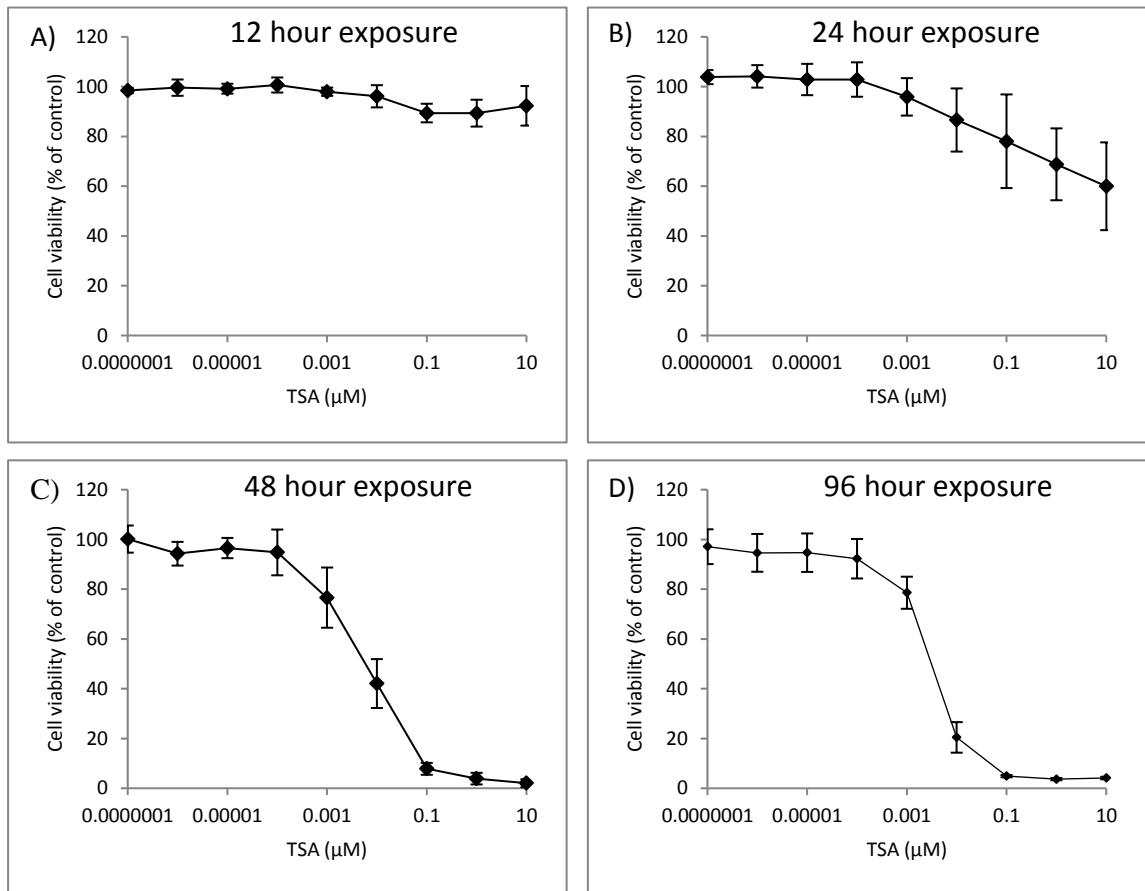 A) 12 hour exposure
120
100
80
60
40
20
0
Cell viability (% of control)
0.0000001 0.00001 0.001 0.1 10
TSA (µM)
B) 24 hour exposure
120
100
80
60
40
20
0
Cell viability (% of control)
0.0000001 0.00001 0.001 0.1 10
TSA (µM)
C) 48 hour exposure
120
100
80
60
40
20
0
Cell viability (% of control)
0.0000001 0.00001 0.001 0.1 10
TSA (µM)
D) 96 hour exposure
120
100
80
60
40
20
0
Cell viability (% of control)
0.0000001 0.00001 0.001 0.1 10
TSA (µM)